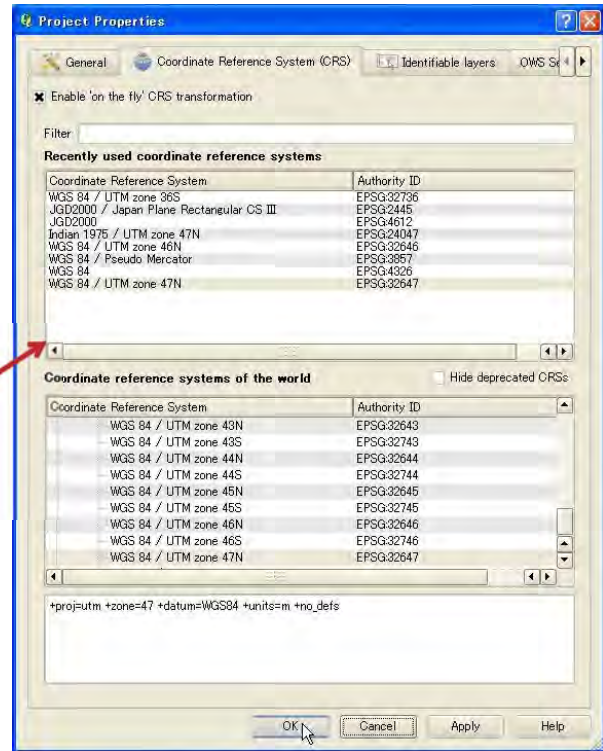 Project Properties
General
Coordinate Reference System (CRS)
Identifiable layers
OWS Se
Enable 'on the fly' CRS transformation
Filter
Recently used coordinate reference systems
Coordinate Reference System Authority ID
WGS 84 / UTM zone 36S EPSG:32736
JGD2000 / Japan Plane Rectangular CS III EPSG:2445
JGD2000 EPSG:4612
Indian 1975 / UTM zone 47N EPSG:24047
WGS 84 / UTM zone 46N EPSG:32646
WGS 84 / Pseudo Mercator EPSG:3857
WGS 84 EPSG:4326
WGS 84 / UTM zone 47N EPSG:32647
Coordinate reference systems of the world
Hide deprecated CRSs
Coordinate Reference System Authority ID
WGS 84 / UTM zone 43N EPSG:32643
WGS 84 / UTM zone 43S EPSG:32743
WGS 84 / UTM zone 44N EPSG:32644
WGS 84 / UTM zone 44S EPSG:32744
WGS 84 / UTM zone 45N EPSG:32645
WGS 84 / UTM zone 45S EPSG:32745
WGS 84 / UTM zone 46N EPSG:32646
WGS 84 / UTM zone 46S EPSG:32746
WGS 84 / UTM zone 47N EPSG:32647
+proj=utm +zone=47 +datum=WGS84 +units=m +no_defs
OK
Cancel
Apply
Help